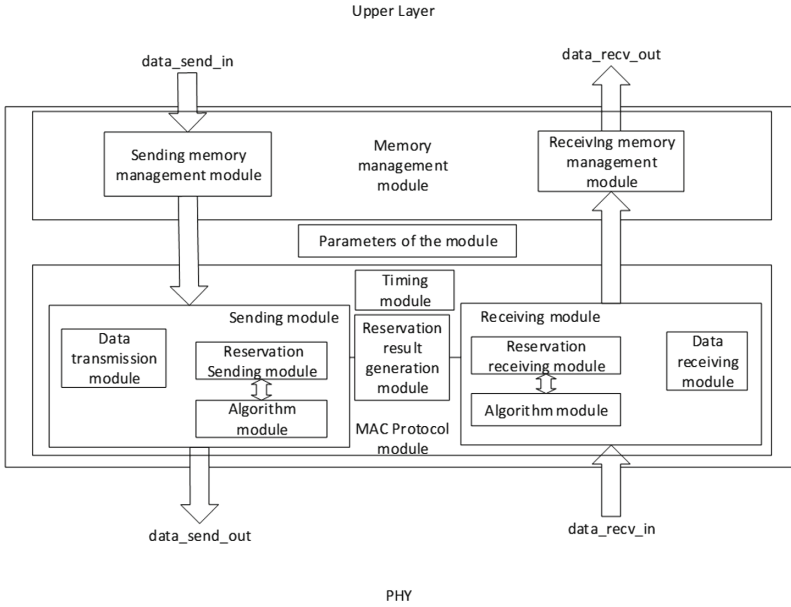 Upper Layer
data_send_in
data_recv_out
Sending memory
management module
Memory
management
module
Receiving memory
management
module
Parameters of the module
Timing
module
Sending module
Data
transmission
module
Reservation
Sending module
Algorithm
module
Reservation
result
generation
module
MAC Protocol
module
Receiving module
Reservation
receiving module
Algorithm module
Data
receiving
module
data_send_out
data_recv_in
PHY